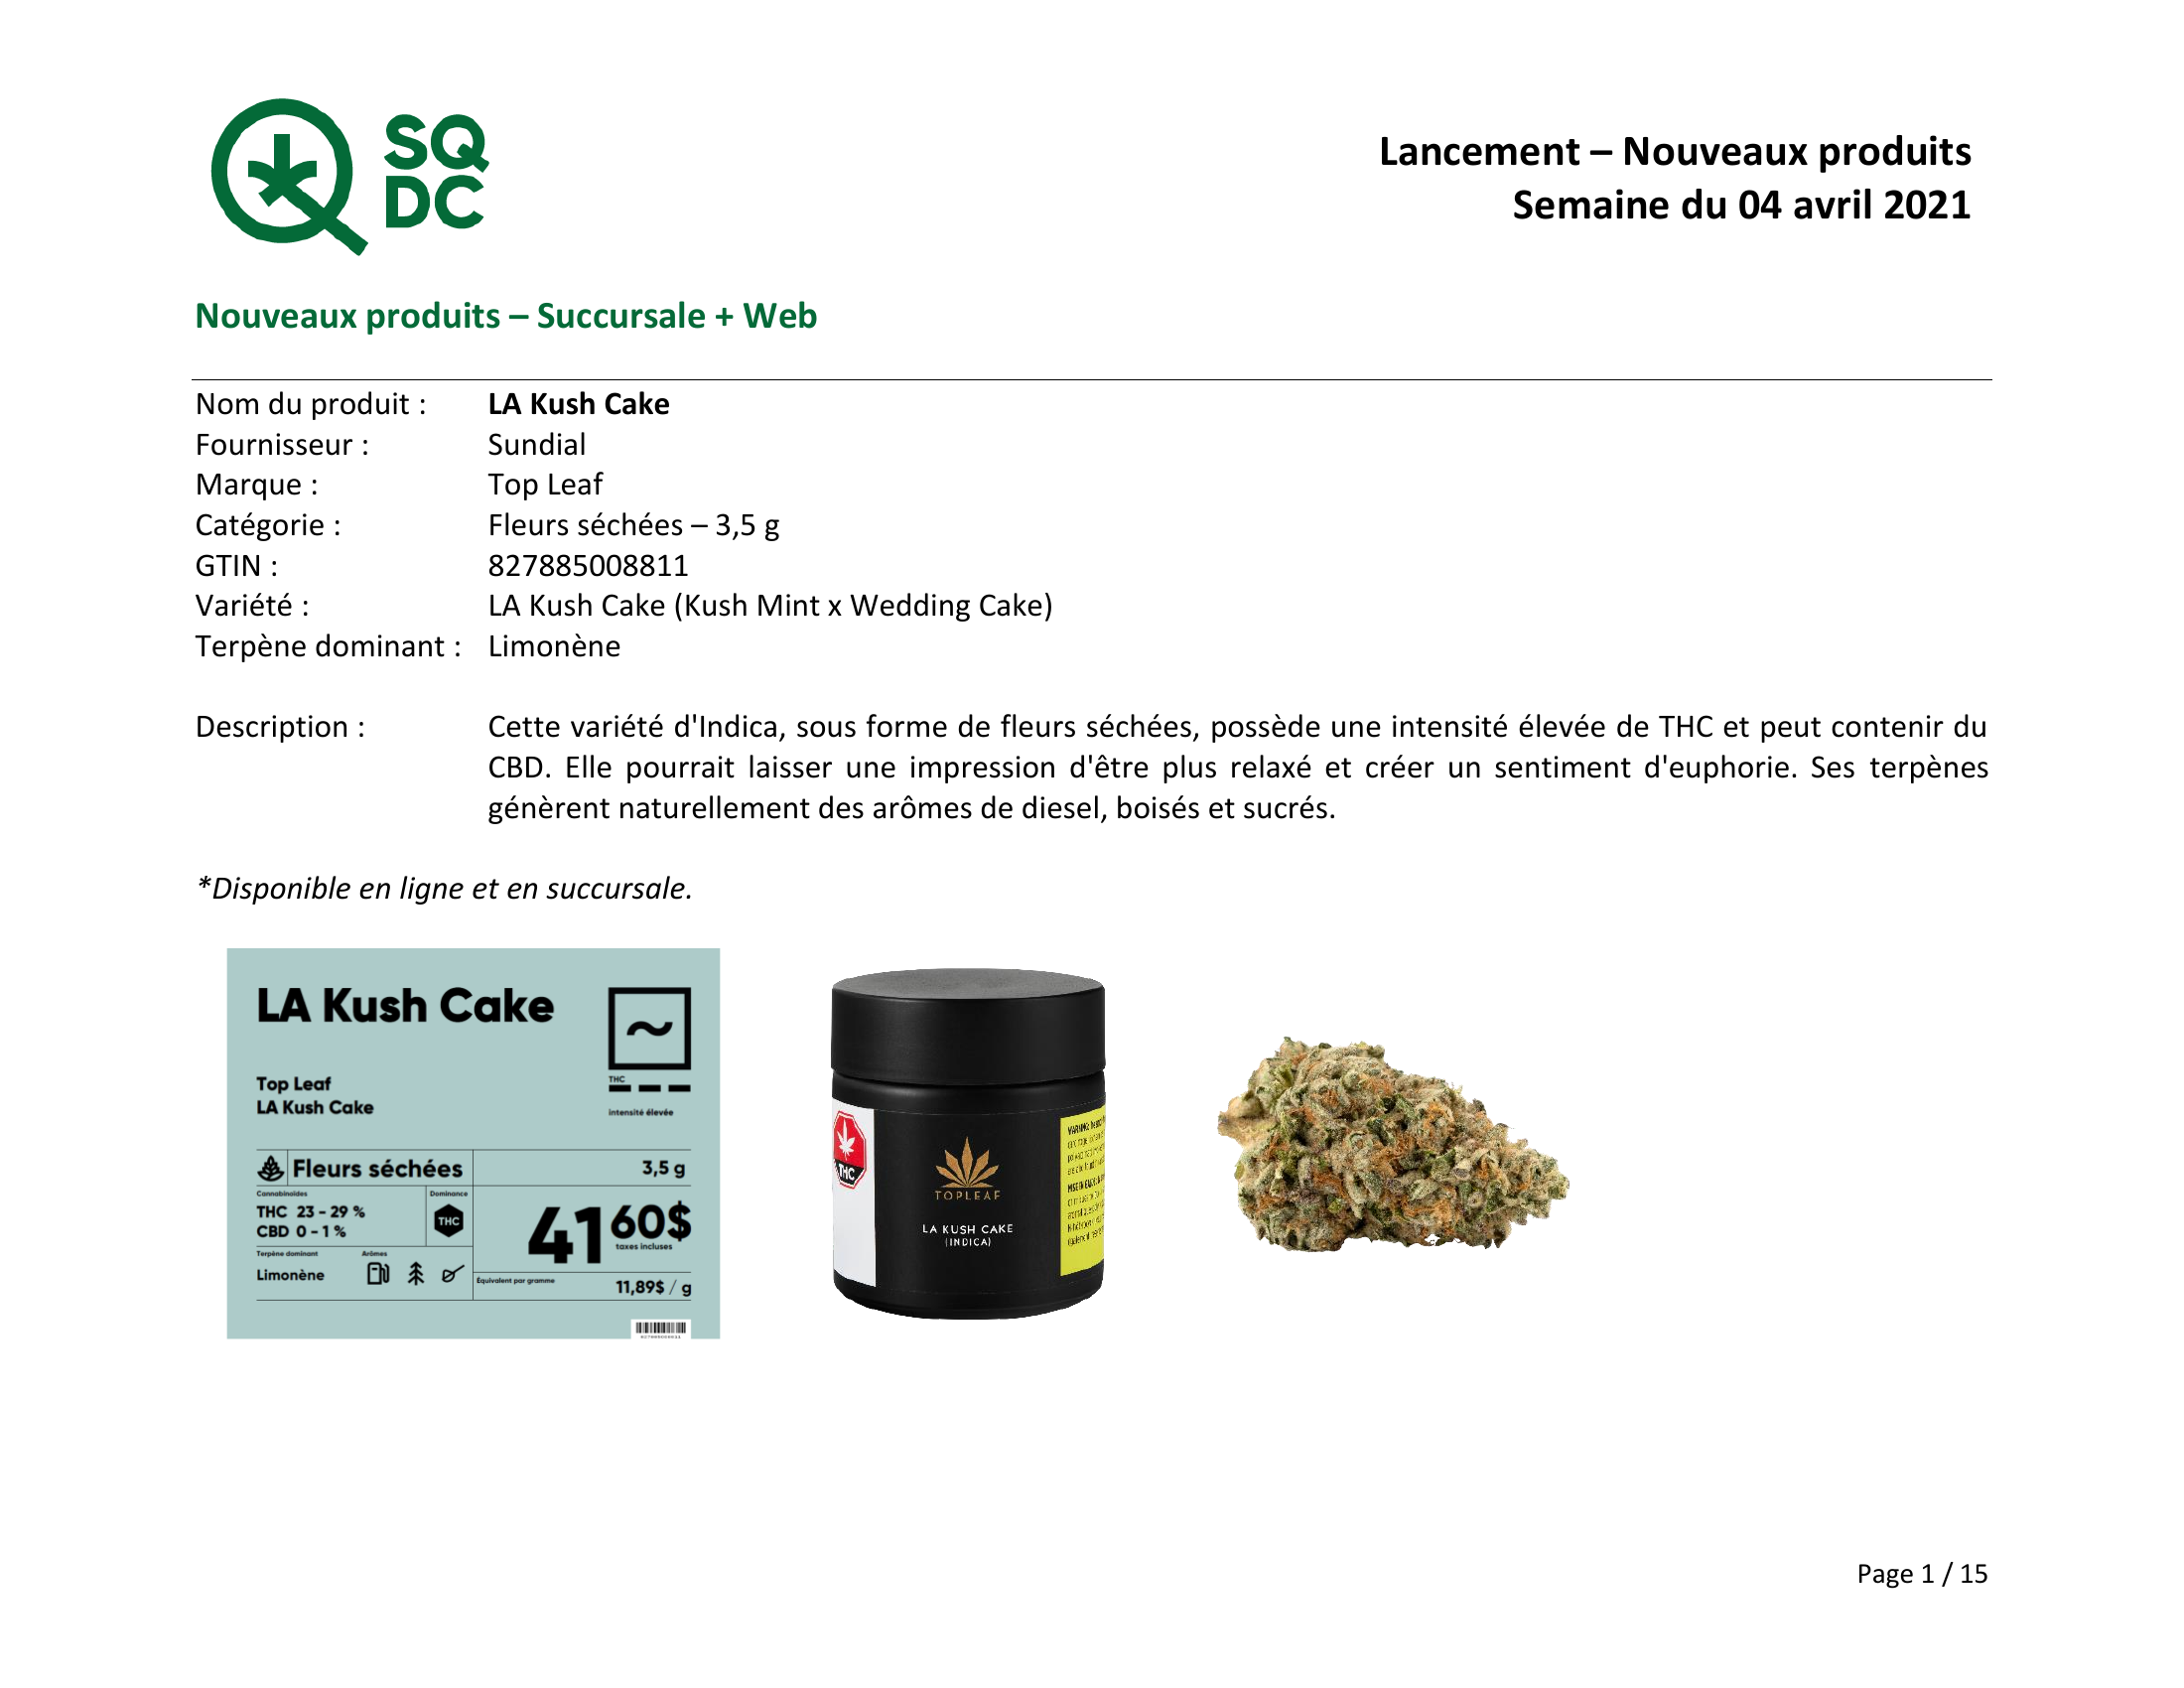 SQ
DC
Lancement – Nouveaux produits
Semaine du 04 avril 2021
Nouveaux produits – Succursale + Web
Nom du produit : LA Kush Cake
Fournisseur : Sundial
Marque : Top Leaf
Catégorie : Fleurs séchées – 3,5 g
GTIN : 827885008811
Variété : LA Kush Cake (Kush Mint x Wedding Cake)
Terpène dominant : Limonène
Description : Cette variété d'Indica, sous forme de fleurs séchées, possède une intensité élevée de THC et peut contenir du
CBD. Elle pourrait laisser une impression d'être plus relaxé et créer un sentiment d'euphorie. Ses terpènes
génèrent naturellement des arômes de diesel, boisés et sucrés.
*Disponible en ligne et en succursale.
LA Kush Cake
Top Leaf
LA Kush Cake
THC
intensité élevée
Fleurs séchées 3,5 g
Cannabinoïdes Dominance
THC 23 - 29 %
CBD 0 - 1 %
THC
41 60$
taxes incluses
Terpène dominant Arômes
Limonène
Équivalent par gramme
11,89$ / g
THC
TOPLEAF
LA KUSH CAKE
(INDICA)
WARNING:
Page 1 / 15